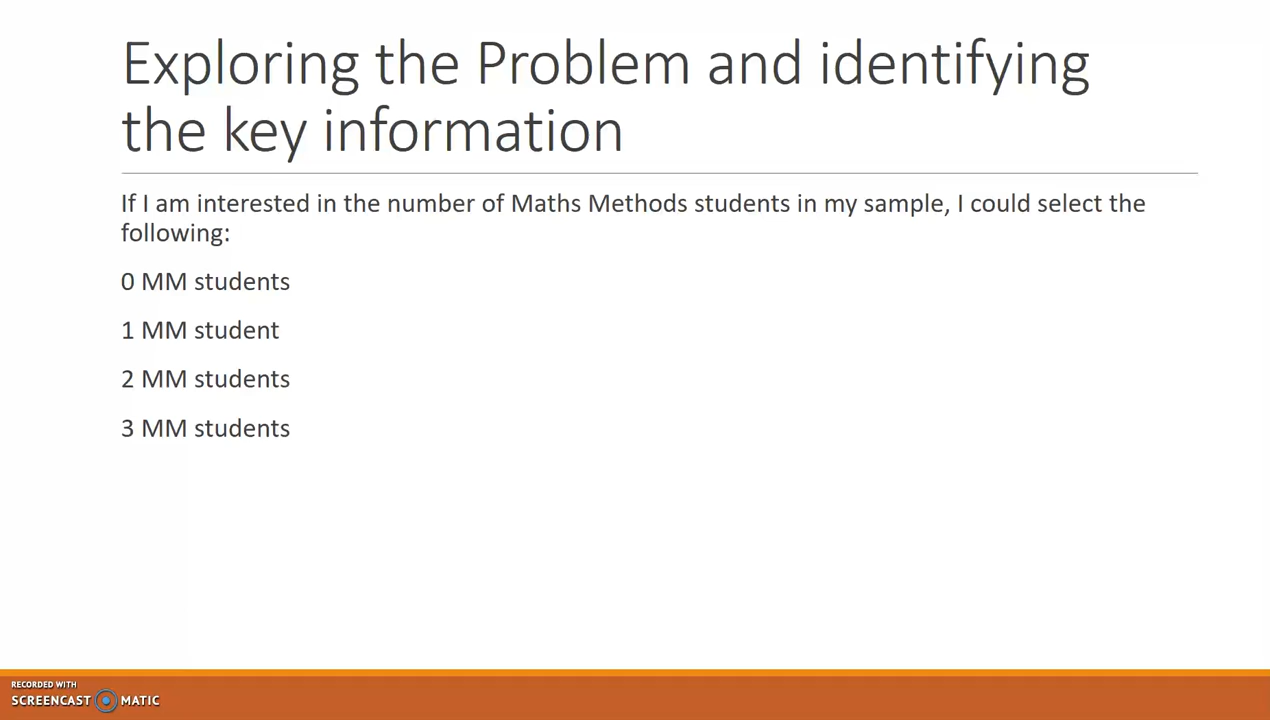 Exploring the Problem and identifying
the key information
If I am interested in the number of Maths Methods students in my sample, I could select the
following:
0 MM students
1 MM student
2 MM students
3 MM students
RECORDED WITH
SCREENCAST MATIC